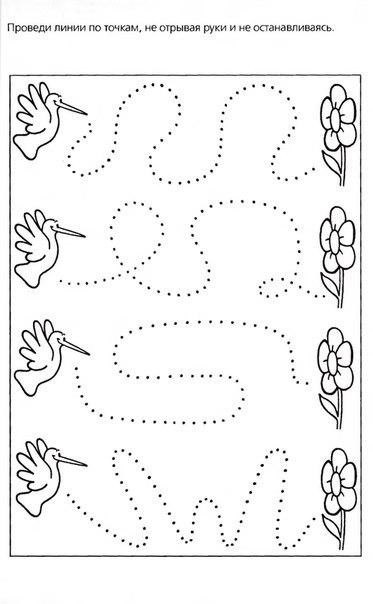 Проведи линии по точкам, не отрывая руки и не останавливаясь.